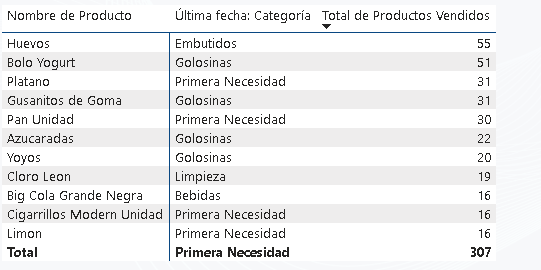 Nombre de Producto Última fecha: Categoría Total de Productos Vendidos
Huevos Embutidos 55
Bolo Yogurt Golosinas 51
Platano Primera Necesidad 31
Gusanitos de Goma Golosinas 31
Pan Unidad Primera Necesidad 30
Azucaradas Golosinas 22
Yoyos Golosinas 20
Cloro Leon Limpieza 19
Big Cola Grande Negra Bebidas 16
Cigarrillos Modern Unidad Primera Necesidad 16
Limon Primera Necesidad 16
Total Primera Necesidad 307